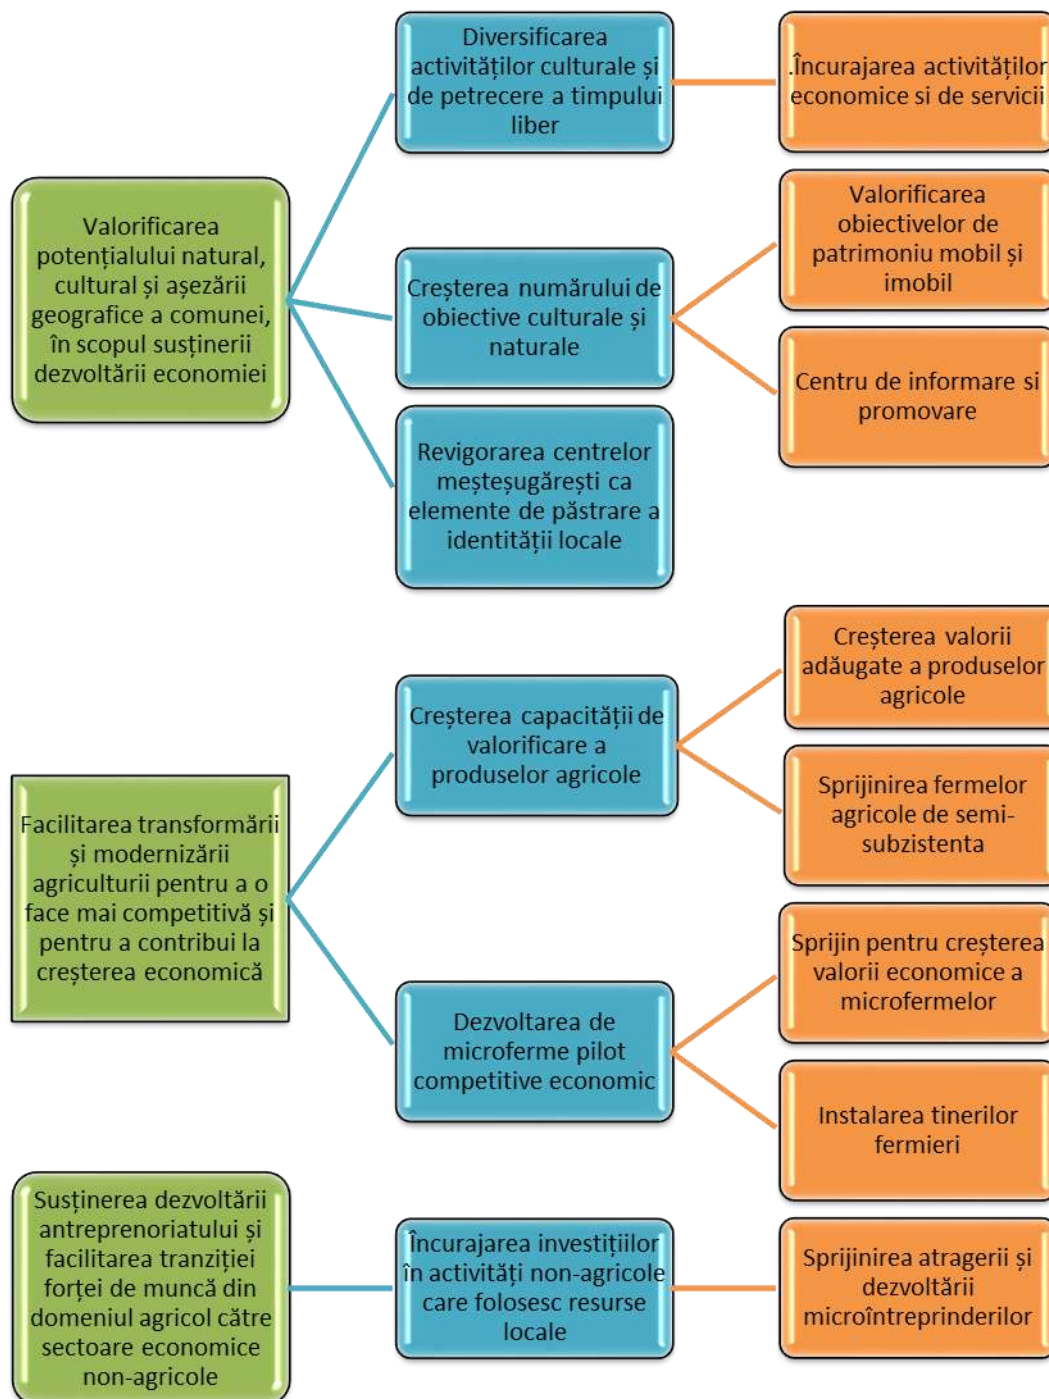 Diversificarea
activităților culturale și
de petrecere a timpului
liber
.Încurajarea activităților
economice si de servicii
Valorificarea
potențialului natural,
cultural și așezării
geografice a comunei,
în scopul susținerii
dezvoltării economiei
Creșterea numărului de
obiective culturale și
naturale
Valorificarea
obiectivelor de
patrimoniu mobil și
imobil
Centru de informare si
promovare
Revigorarea centrelor
meșteșugărești ca
elemente de păstrare a
identității locale
Facilitarea transformării
și modernizării
agriculturii pentru a o
face mai competitivă și
pentru a contribui la
creșterea economică
Creșterea capacității de
valorificare a
produselor agricole
Creșterea valorii
adăugate a produselor
agricole
Sprijinirea fermelor
agricole de semi-
subzistenta
Dezvoltarea de
microferme pilot
competitive economic
Sprijin pentru creșterea
valorii economice a
microfermelor
Instalarea tinerilor
fermieri
Susținerea dezvoltării
antreprenoriatului și
facilitarea tranziției
forței de muncă din
domeniul agricol către
sectoare economice
non-agricole
Încurajarea investițiilor
în activități non-agricole
care folosesc resurse
locale
Sprijinirea atragerii și
dezvoltării
microîntreprinderilor